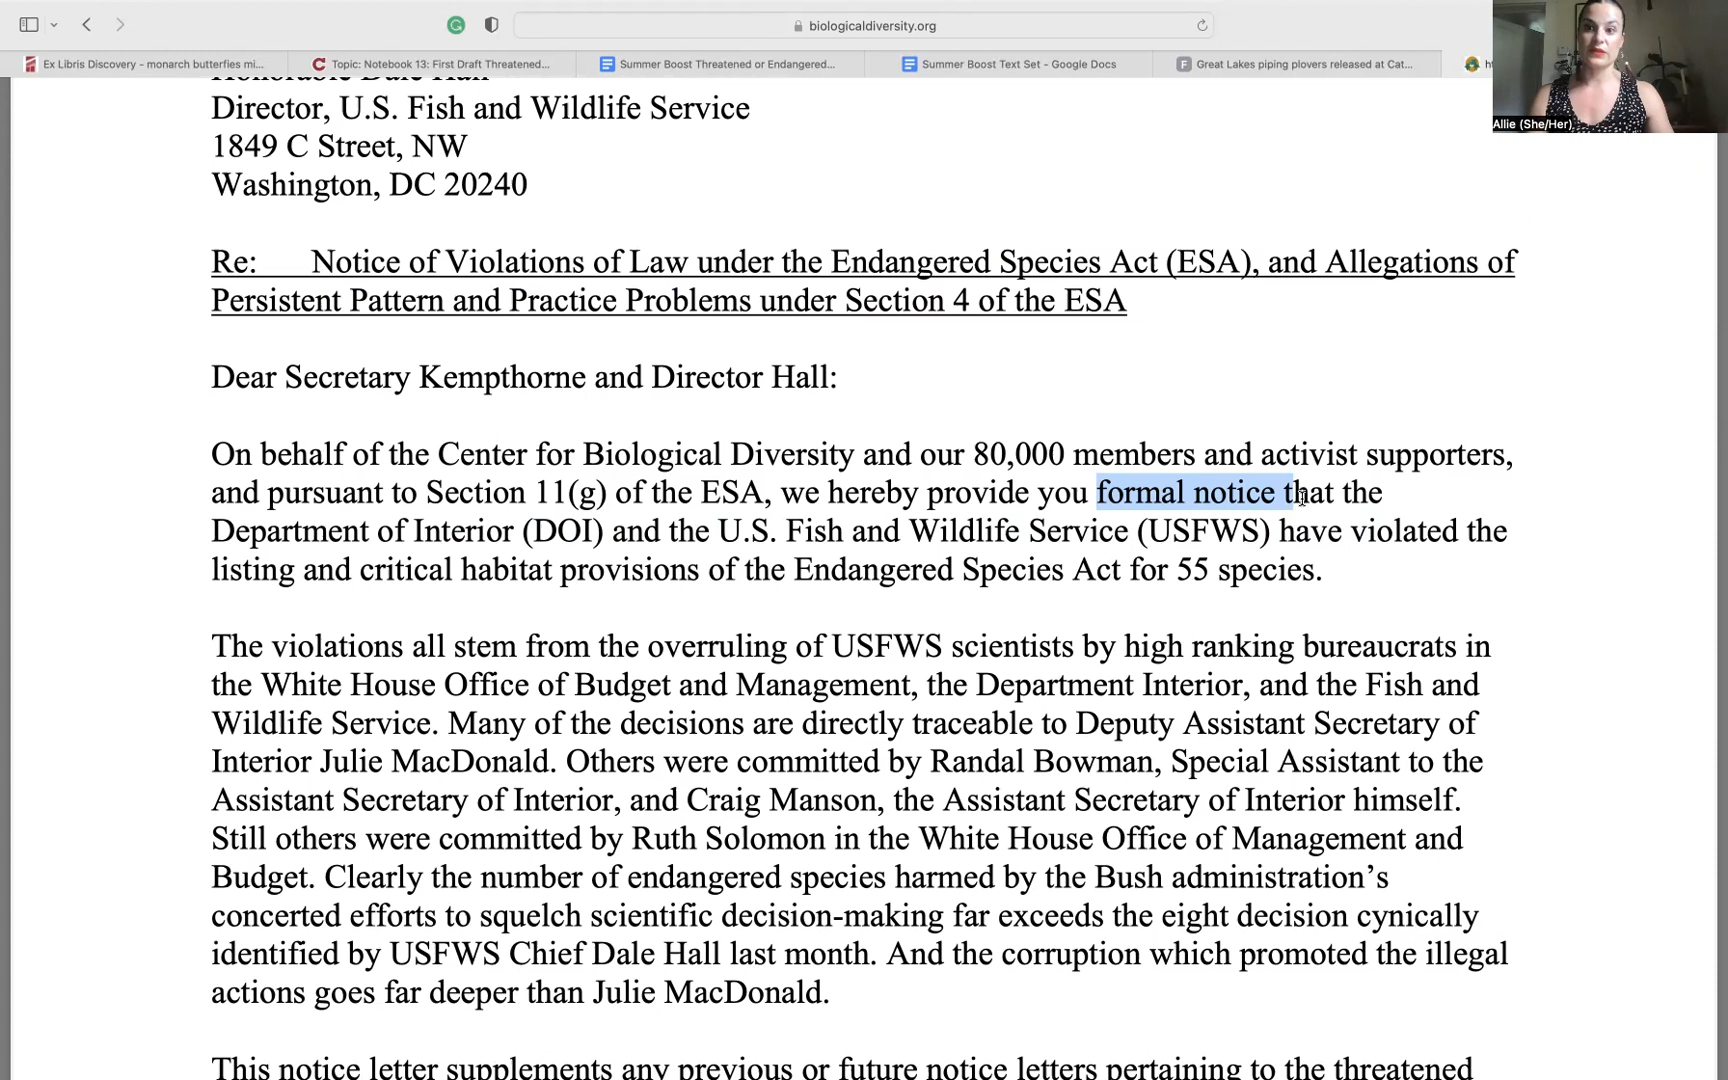 biologicaldiversity.org
Ex Libris Discovery - monarch butterfies mi...
Topic: Notebook 13: First Draft Threatened...
Summer Boost Threatened or Endangered...
Summer Boost Text Set - Google Docs
Great Lakes piping plovers released at Cat...
Allie (She/Her)
Honorable Dale Hall
Director, U.S. Fish and Wildlife Service
1849 C Street, NW
Washington, DC 20240
Re: Notice of Violations of Law under the Endangered Species Act (ESA), and Allegations of
Persistent Pattern and Practice Problems under Section 4 of the ESA
Dear Secretary Kempthorne and Director Hall:
On behalf of the Center for Biological Diversity and our 80,000 members and activist supporters,
and pursuant to Section 11(g) of the ESA, we hereby provide you formal notice that the
Department of Interior (DOI) and the U.S. Fish and Wildlife Service (USFWS) have violated the
listing and critical habitat provisions of the Endangered Species Act for 55 species.
The violations all stem from the overruling of USFWS scientists by high ranking bureaucrats in
the White House Office of Budget and Management, the Department Interior, and the Fish and
Wildlife Service. Many of the decisions are directly traceable to Deputy Assistant Secretary of
Interior Julie MacDonald. Others were committed by Randal Bowman, Special Assistant to the
Assistant Secretary of Interior, and Craig Manson, the Assistant Secretary of Interior himself.
Still others were committed by Ruth Solomon in the White House Office of Management and
Budget. Clearly the number of endangered species harmed by the Bush administration’s
concerted efforts to squelch scientific decision-making far exceeds the eight decision cynically
identified by USFWS Chief Dale Hall last month. And the corruption which promoted the illegal
actions goes far deeper than Julie MacDonald.
This notice letter supplements any previous or future notice letters pertaining to the threatened